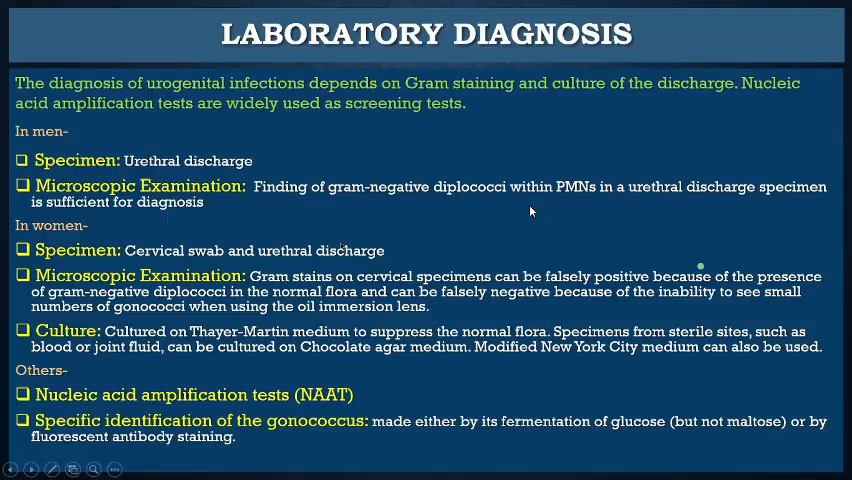 LABORATORY DIAGNOSIS
The diagnosis of urogenital infections depends on Gram staining and culture of the discharge. Nucleic
acid amplification tests are widely used as screening tests.
In men-
Specimen: Urethral discharge
Microscopic Examination: Finding of gram-negative diplococci within PMNs in a urethral discharge specimen
is sufficient for diagnosis
In women-
Specimen: Cervical swab and urethral discharge
Microscopic Examination: Gram stains on cervical specimens can be falsely positive because of the presence
of gram-negative diplococci in the normal flora and can be falsely negative because of the inability to see small
numbers of gonococci when using the oil immersion lens.
Culture: Cultured on Thayer-Martin medium to suppress the normal flora. Specimens from sterile sites, such as
blood or joint fluid, can be cultured on Chocolate agar medium. Modified New York City medium can also be used.
Others-
Nucleic acid amplification tests (NAAT)
Specific identification of the gonococcus: made either by its fermentation of glucose (but not maltose) or by
fluorescent antibody staining.